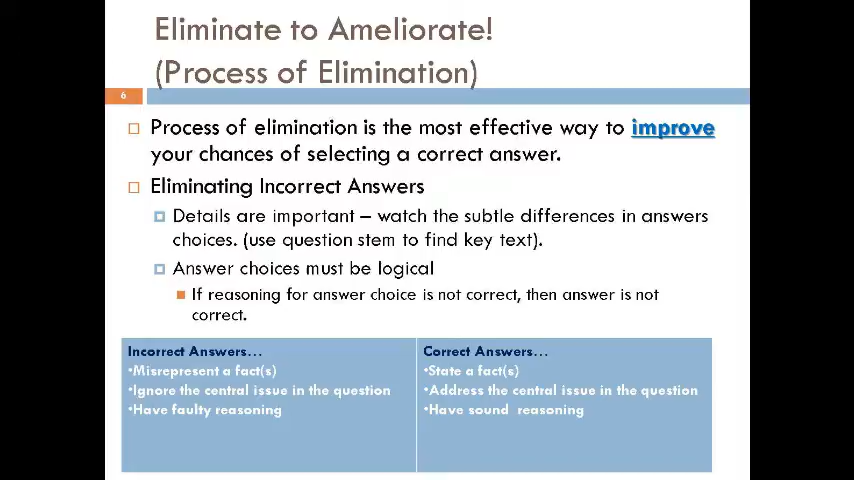 Eliminate to Ameliorate!
(Process of Elimination)
6
Process of elimination is the most effective way to improve
your chances of selecting a correct answer.
Eliminating Incorrect Answers
Details are important – watch the subtle differences in answers
choices. (use question stem to find key text).
Answer choices must be logical
If reasoning for answer choice is not correct, then answer is not
correct.
Incorrect Answers…
•Misrepresent a fact(s)
•Ignore the central issue in the question
•Have faulty reasoning
Correct Answers…
•State a fact(s)
•Address the central issue in the question
•Have sound  reasoning